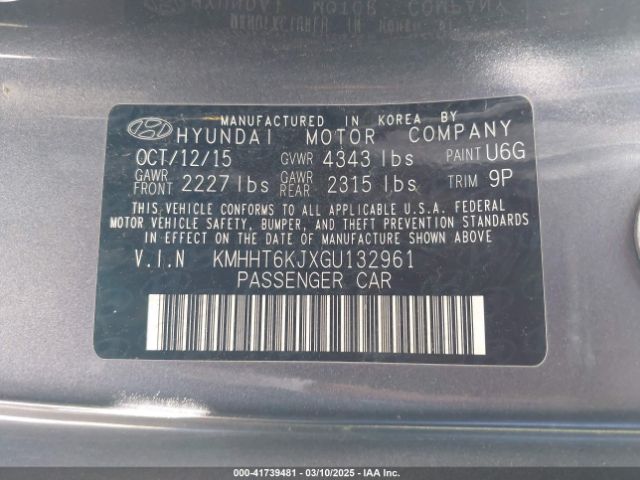 MANUFACTURED IN KOREA BY
HYUNDAI MOTOR COMPANY
OCT/12/15 GVWR 4343 lbs PAINT U6G
GAWR FRONT 2227 lbs GAWR REAR 2315 lbs TRIM 9P
THIS VEHICLE CONFORMS TO ALL APPLICABLE U.S.A. FEDERAL
MOTOR VEHICLE SAFETY, BUMPER, AND THEFT PREVENTION STANDARDS
IN EFFECT ON THE DATE OF MANUFACTURE SHOWN ABOVE.
V.I.N KMHHT6KJXGU132961
PASSENGER CAR
000-41739481 - 03/10/2025 - IAA Inc.